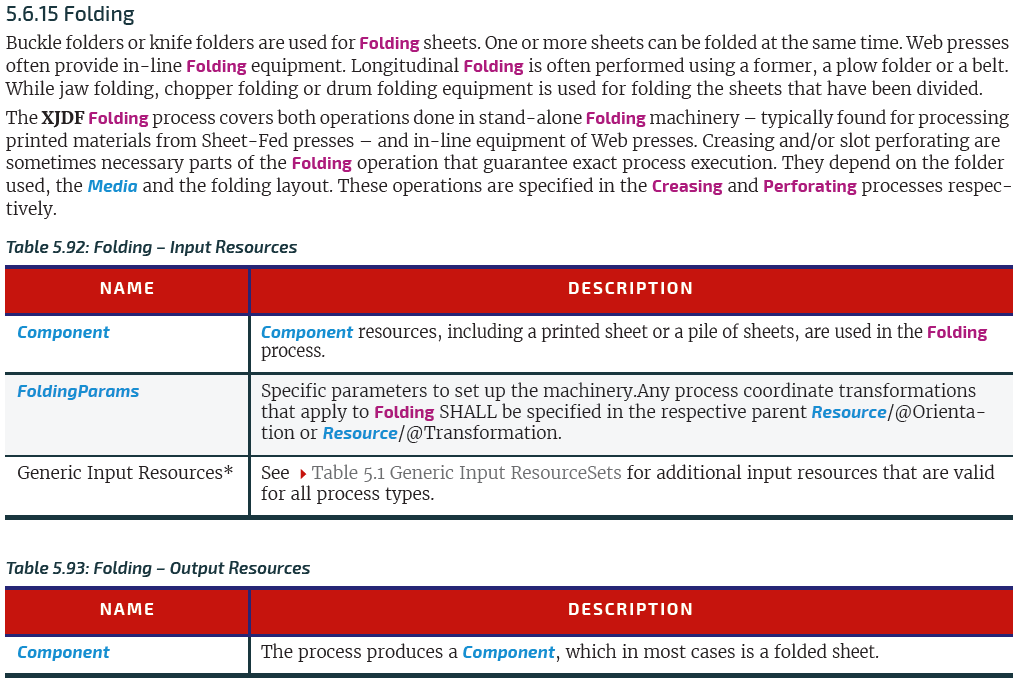 5.6.15 Folding
Buckle folders or knife folders are used for Folding sheets. One or more sheets can be folded at the same time. Web presses
often provide in-line Folding equipment. Longitudinal Folding is often performed using a former, a plow folder or a belt.
While jaw folding, chopper folding or drum folding equipment is used for folding the sheets that have been divided.
The XJDF Folding process covers both operations done in stand-alone Folding machinery – typically found for processing
printed materials from Sheet-Fed presses – and in-line equipment of Web presses. Creasing and/or slot perforating are
sometimes necessary parts of the Folding operation that guarantee exact process execution. They depend on the folder
used, the Media and the folding layout. These operations are specified in the Creasing and Perforating processes respec-
tively.
Table 5.92: Folding – Input Resources
NAME DESCRIPTION
Component Component resources, including a printed sheet or a pile of sheets, are used in the Folding
process.
FoldingParams Specific parameters to set up the machinery.Any process coordinate transformations
that apply to Folding SHALL be specified in the respective parent Resource/@Orienta-
tion or Resource/@Transformation.
Generic Input Resources* See Table 5.1 Generic Input ResourceSets for additional input resources that are valid
for all process types.
Table 5.93: Folding – Output Resources
NAME DESCRIPTION
Component The process produces a Component, which in most cases is a folded sheet.